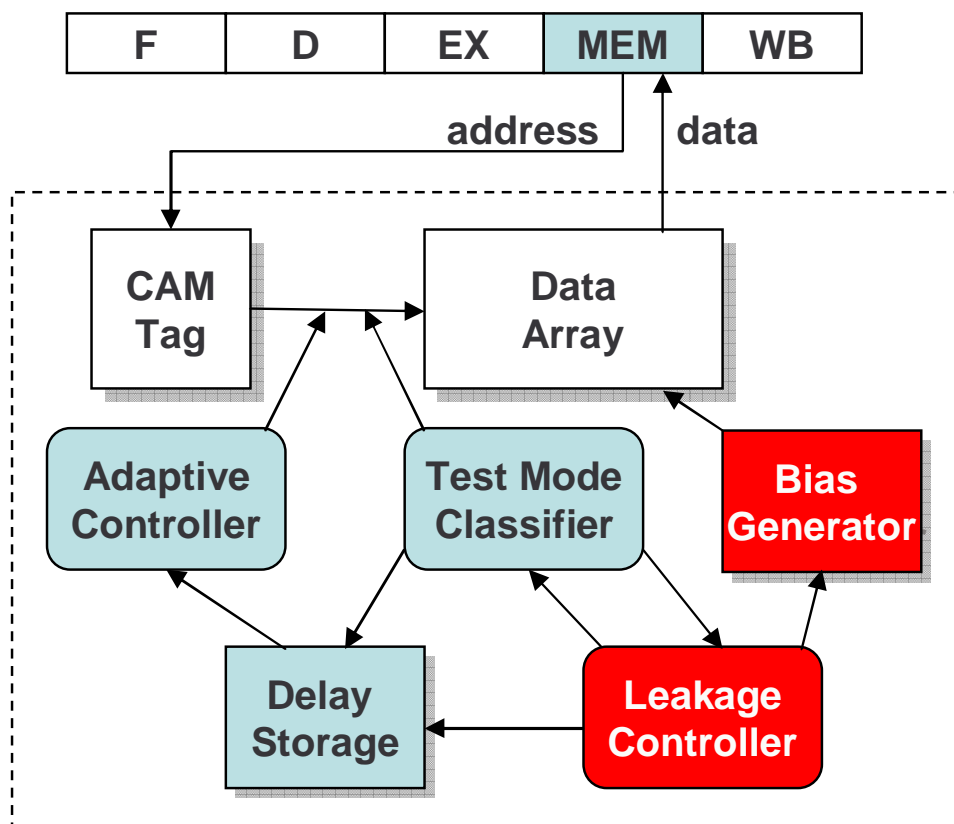 F D EX MEM WB
address data
CAM
Tag
Data
Array
Adaptive
Controller
Test Mode
Classifier
Bias
Generator
Delay
Storage
Leakage
Controller